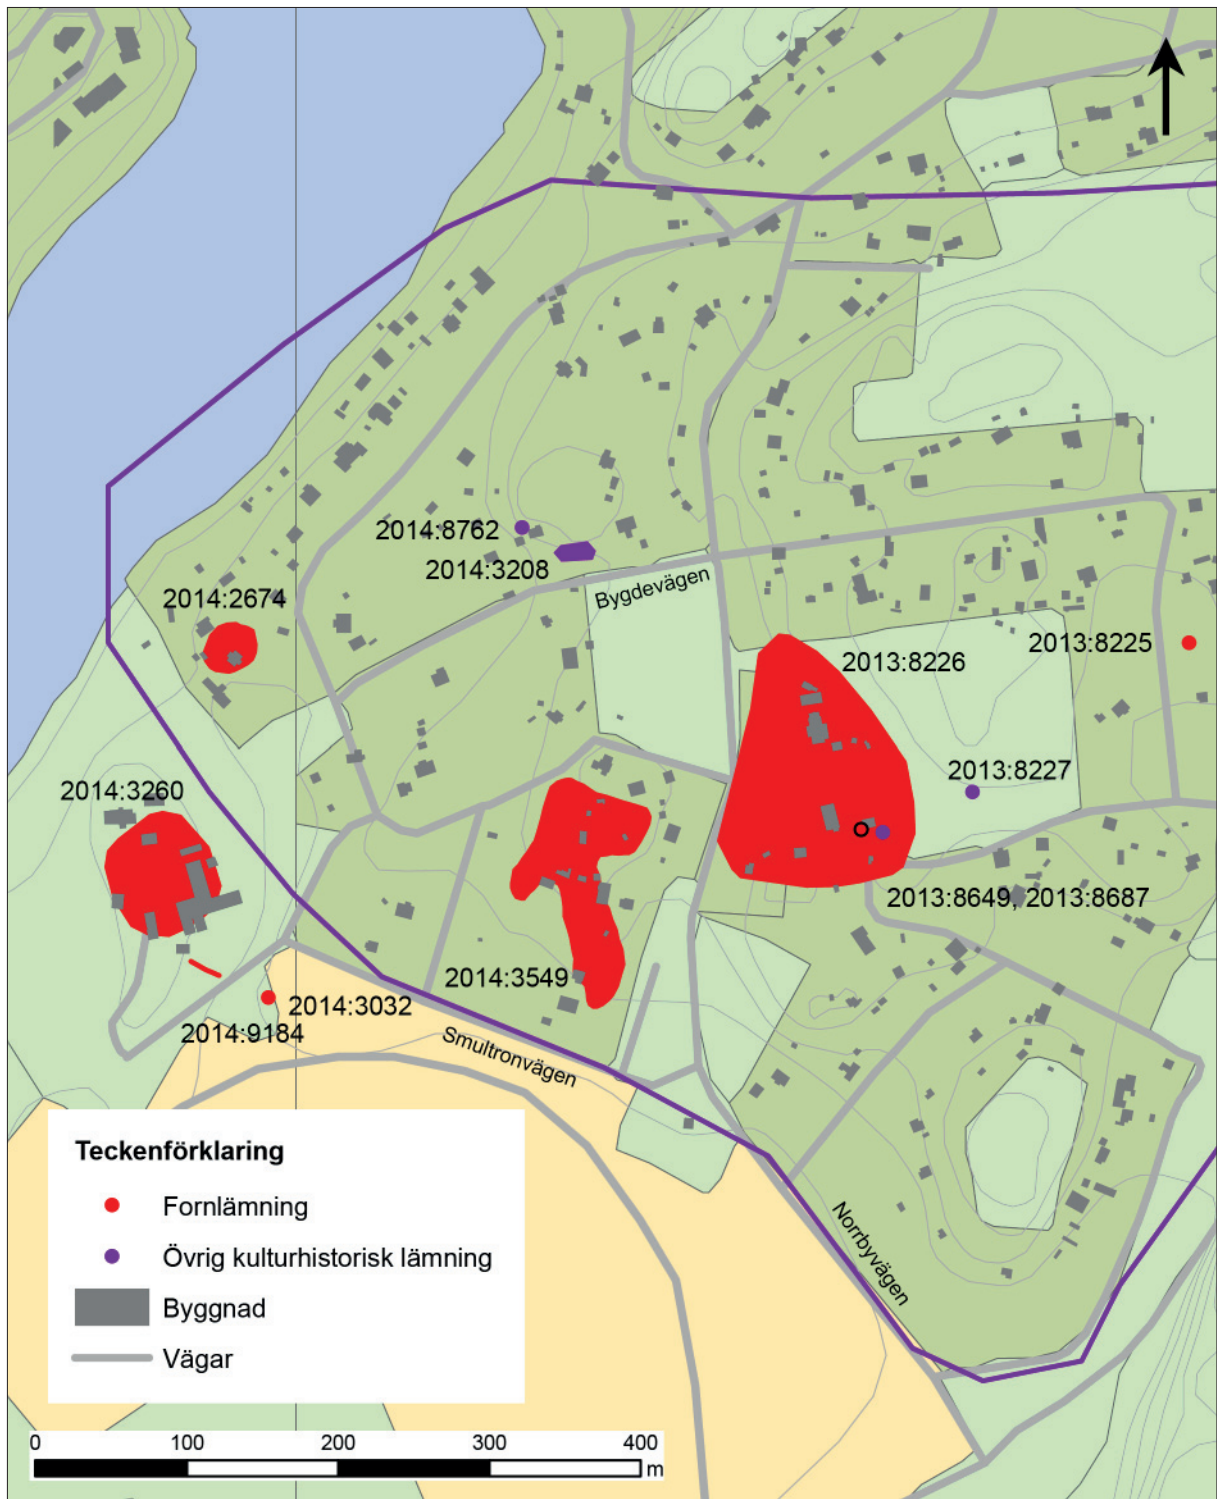 2014:8762
2014:3208
Bygdevägen
2014:2674
2013:8225
2013:8226
2013:8227
2014:3260
2013:8649, 2013:8687
2014:3549
2014:3032
2014:9184
Smultronvägen
Norrbyvägen
Teckenförklaring
Fornlämning
Övrig kulturhistorisk lämning
Byggnad
Vägar
0 100 200 300 400
m